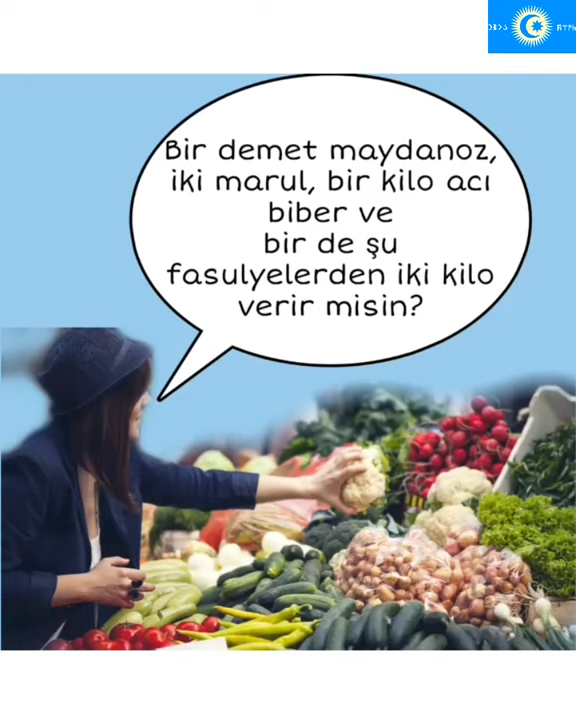 Bir demet maydanoz,
iki marul, bir kilo acı
biber ve
bir de şu
fasulyelerden iki kilo
verir misin?